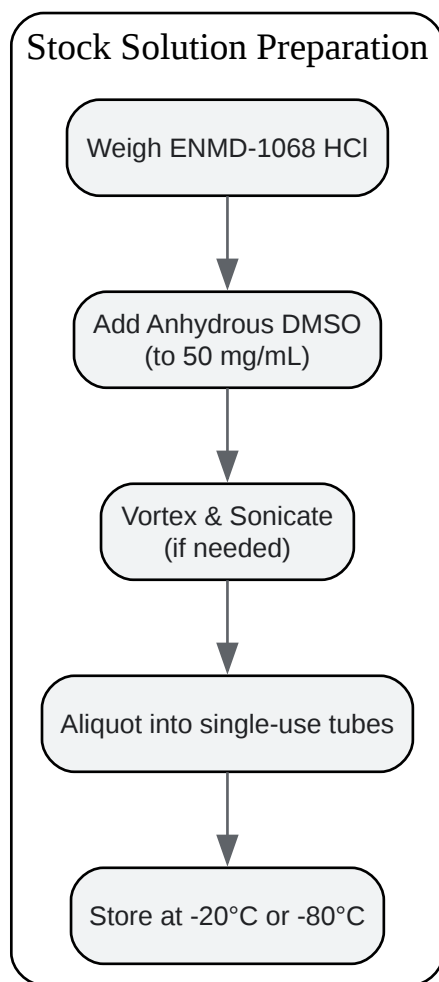 Stock Solution Preparation
Weigh ENMD-1068 HCl
Add Anhydrous DMSO
(to 50 mg/mL)
Vortex & Sonicate
(if needed)
Aliquot into single-use tubes
Store at -20°C or -80°C